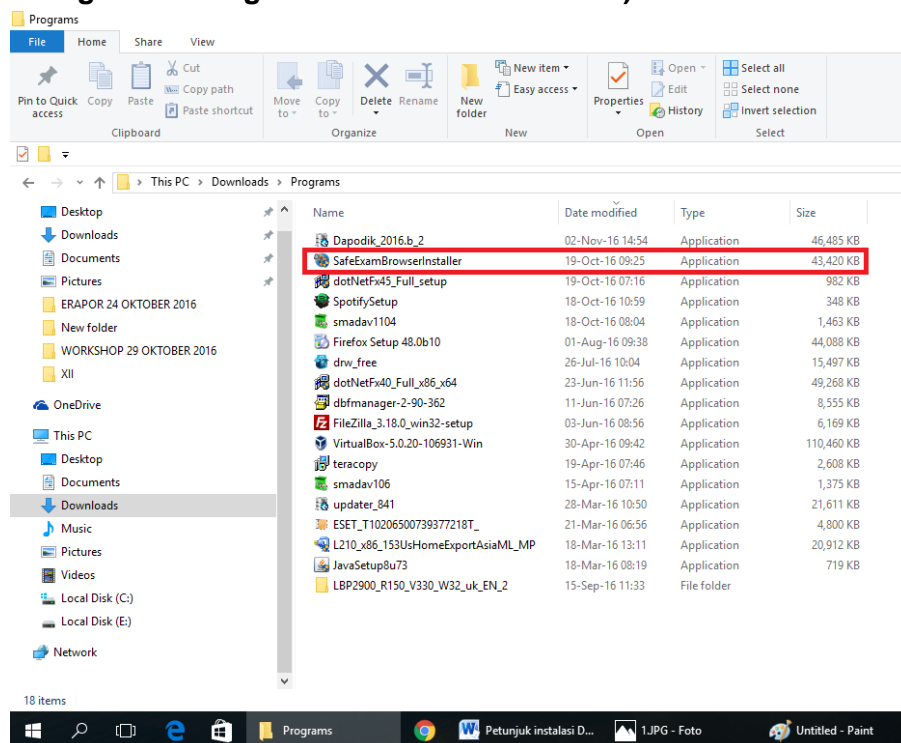 Programs
File Home Share View
Pin to Quick access
Copy
Paste
Cut
Copy path
Paste shortcut
Clipboard
Move to
Copy to
Delete
Rename
Organize
New folder
New item
Easy access
New
Properties
Open
Edit
History
Open
Select all
Select none
Invert selection
Select
This PC > Downloads > Programs
Desktop
Downloads
Documents
Pictures
ERAPOR 24 OKTOBER 2016
New folder
WORKSHOP 29 OKTOBER 2016
XII
OneDrive
This PC
Desktop
Documents
Downloads
Music
Pictures
Videos
Local Disk (C:)
Local Disk (E:)
Network
Name Date modified Type Size
Dapodik_2016.b_2 02-Nov-16 14:54 Application 46,485 KB
SafeExamBrowserInstaller 19-Oct-16 09:25 Application 43,420 KB
dotNetFx45_Full_setup 19-Oct-16 07:16 Application 982 KB
SpotifySetup 18-Oct-16 10:59 Application 348 KB
smadav1104 18-Oct-16 08:04 Application 1,463 KB
Firefox Setup 48.0b10 01-Aug-16 09:38 Application 44,088 KB
drw_free 26-Jul-16 10:04 Application 15,497 KB
dotNetFx40_Full_x86_x64 23-Jun-16 11:56 Application 49,268 KB
dbfmanager-2-90-362 11-Jun-16 07:26 Application 8,555 KB
FileZilla_3.18.0_win32-setup 03-Jun-16 08:56 Application 6,169 KB
VirtualBox-5.0.20-106931-Win 30-Apr-16 09:42 Application 110,460 KB
teracopy 19-Apr-16 07:46 Application 2,608 KB
smadav106 15-Apr-16 07:11 Application 1,375 KB
updater_841 28-Mar-16 10:50 Application 21,611 KB
ESET_T10206500739377218T_ 21-Mar-16 06:56 Application 4,800 KB
L210_x86_153UsHomeExportAsiaML_MP 18-Mar-16 13:11 Application 20,912 KB
JavaSetup8u73 18-Mar-16 08:19 Application 719 KB
LBP2900_R150_V330_W32_uk_EN_2 15-Sep-16 11:33 File folder
18 items
Programs
Petunjuk instalasi D...
1.JPG - Foto
Untitled - Paint